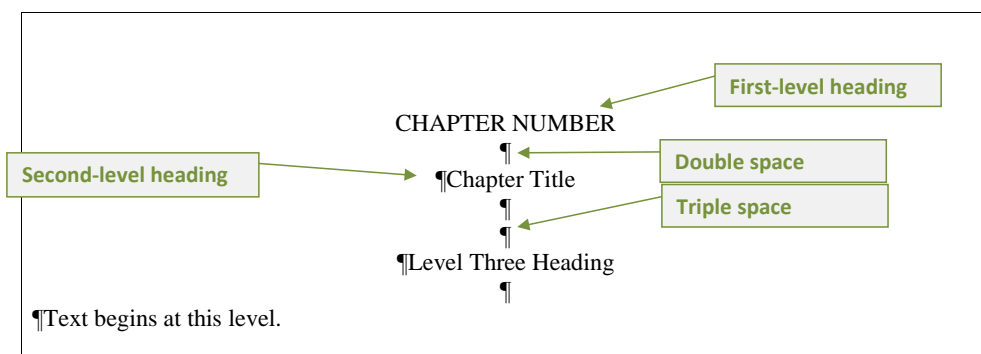 First-level heading
CHAPTER NUMBER
¶
Double space
Second-level heading
¶Chapter Title
¶
Triple space
¶
¶Level Three Heading
¶
¶Text begins at this level.